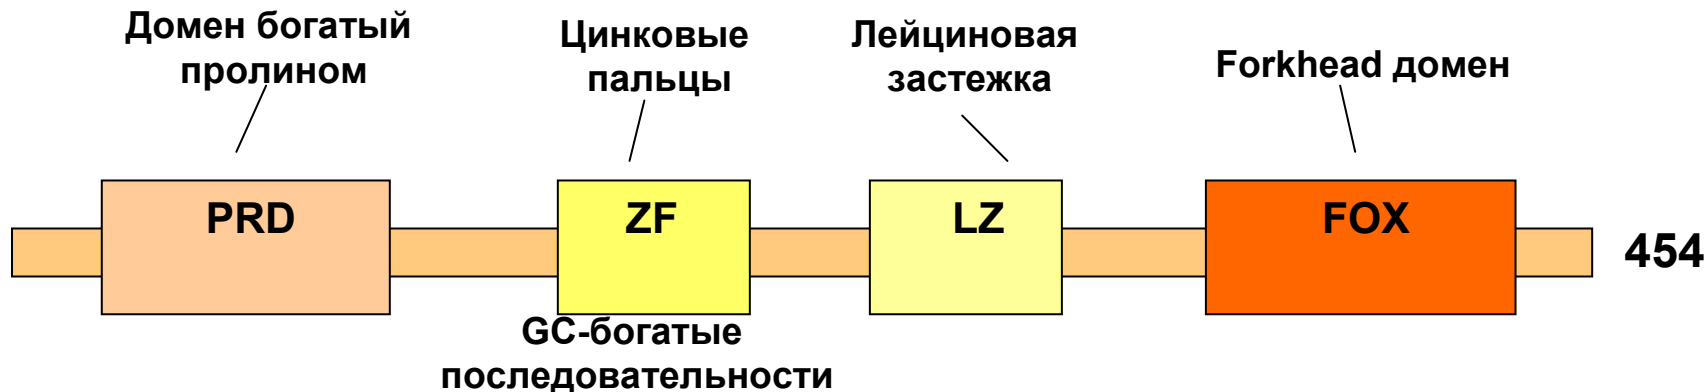 Домен богатый
пролином
Цинковые
пальцы
Лейциновая
застежка
Forkhead домен
PRD
ZF
LZ
FOX
454
GC-богатые
последовательности